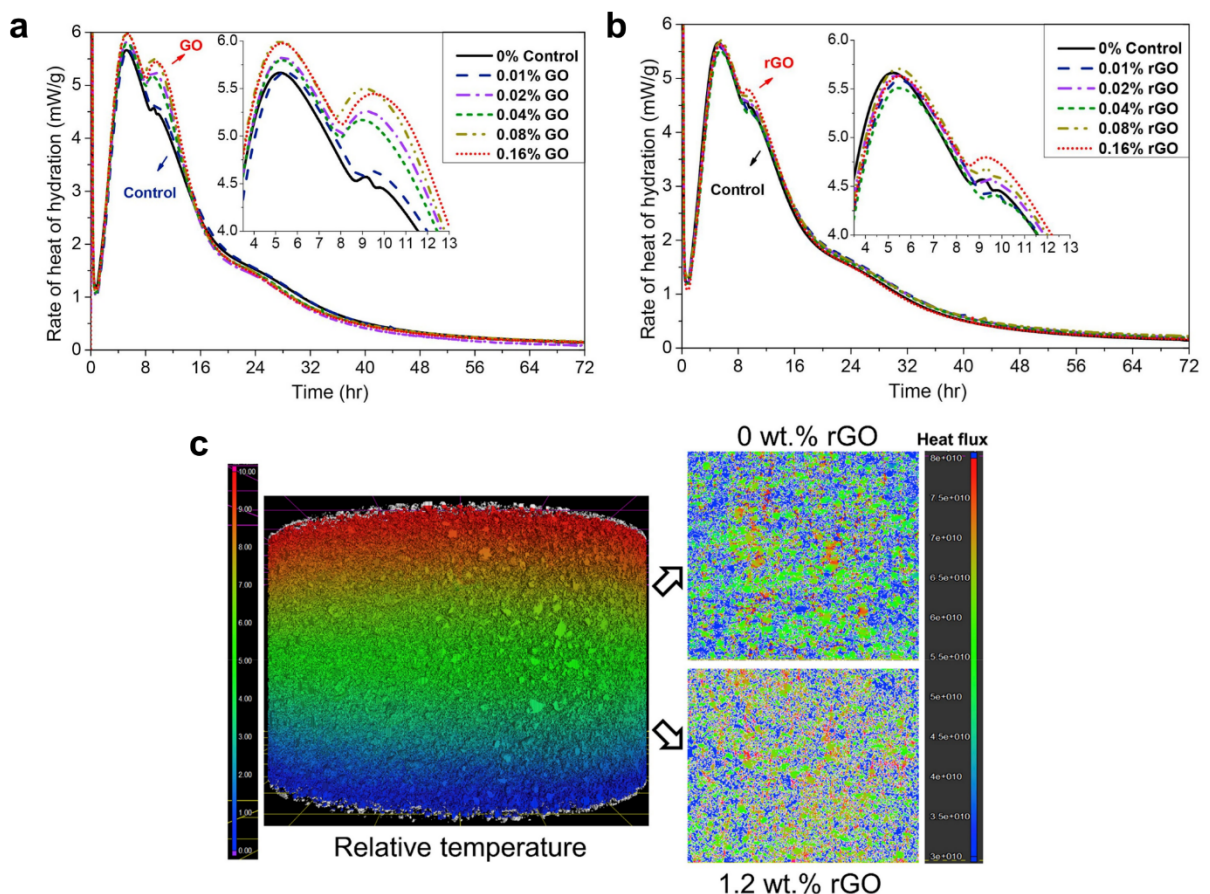 a
Rate of heat of hydration (mW/g)
6
5
4
3
2
1
0
0 8 16 24 32 40 48 56 64 72
Time (hr)
GO
Control
6.0
5.5
5.0
4.5
4.0
4 5 6 7 8 9 10 11 12 13
0% Control
0.01% GO
0.02% GO
0.04% GO
0.08% GO
0.16% GO
b
Rate of heat of hydration (mW/g)
6
5
4
3
2
1
0
0 8 16 24 32 40 48 56 64 72
Time (hr)
rGO
Control
6.0
5.5
5.0
4.5
4.0
4 5 6 7 8 9 10 11 12 13
0% Control
0.01% rGO
0.02% rGO
0.04% rGO
0.08% rGO
0.16% rGO
c
10.00
9.00
8.00
7.00
6.00
5.00
4.00
3.00
2.00
1.00
0.00
Relative temperature
0 wt.% rGO
1.2 wt.% rGO
Heat flux
8e+010
7.5e+010
7e+010
6.5e+010
6e+010
5.5e+010
5e+010
4.5e+010
4e+010
3.5e+010
3e+010